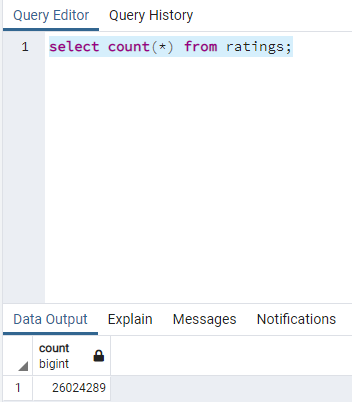 Query Editor Query History
1 select count(*) from ratings;
Data Output Explain Messages Notifications
count
bigint
1 26024289